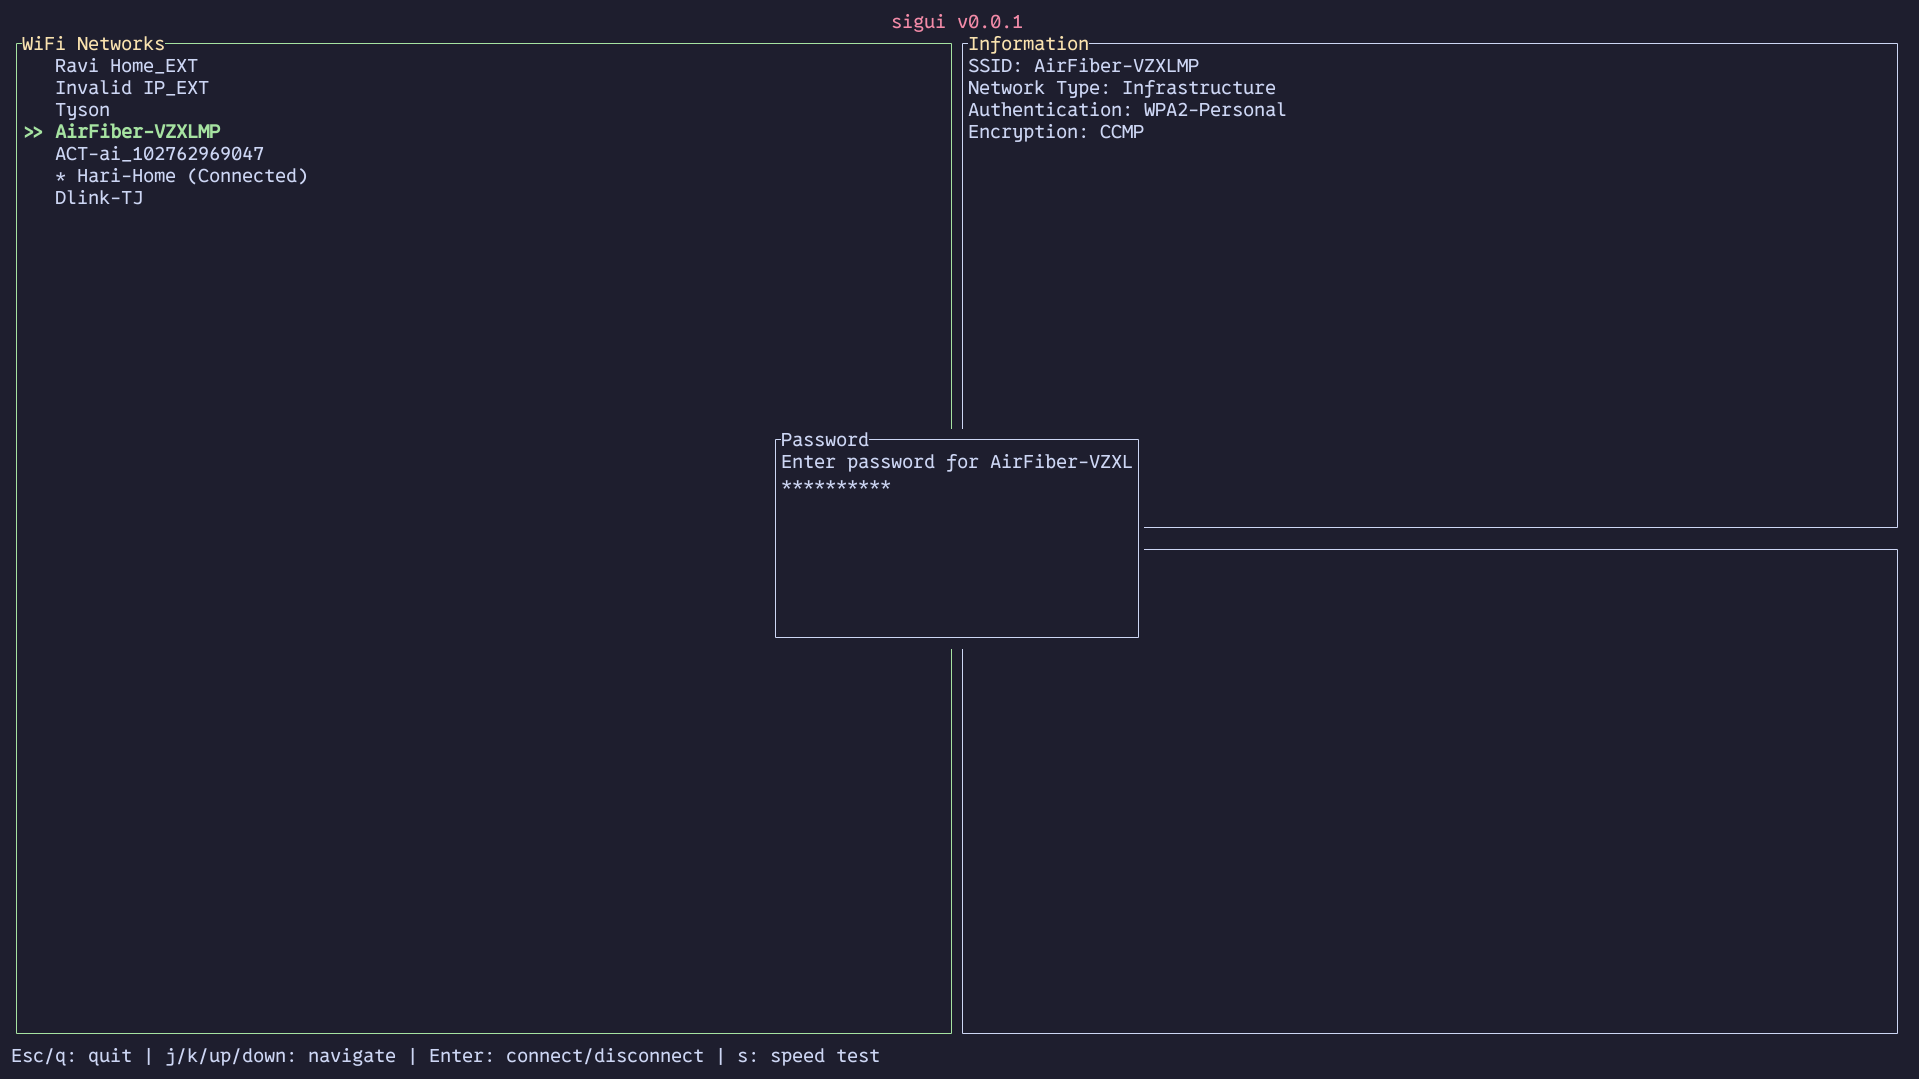 sigui v0.0.1
WiFi Networks
Ravi Home_EXT
Invalid IP_EXT
Tyson
>> AirFiber-VZXLMP
ACT-ai_102762969047
* Hari-Home (Connected)
Dlink-TJ
Information
SSID: AirFiber-VZXLMP
Network Type: Infrastructure
Authentication: WPA2-Personal
Encryption: CCMP
Password
Enter password for AirFiber-VZXL
**********
Esc/q: quit | j/k/up/down: navigate | Enter: connect/disconnect | s: speed test